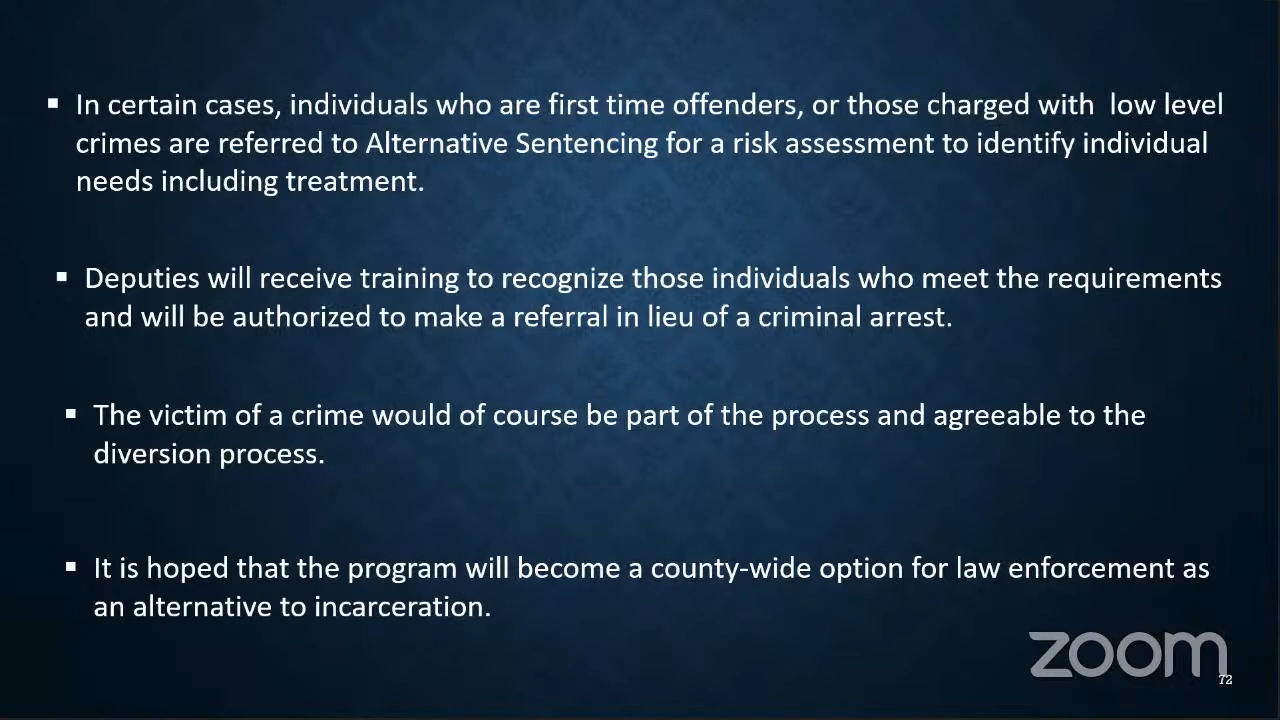 ▪ In certain cases, individuals who are first time offenders, or those charged with  low level
crimes are referred to Alternative Sentencing for a risk assessment to identify individual
needs including treatment.
▪ Deputies will receive training to recognize those individuals who meet the requirements
and will be authorized to make a referral in lieu of a criminal arrest.
▪ The victim of a crime would of course be part of the process and agreeable to the
diversion process.
▪ It is hoped that the program will become a county-wide option for law enforcement as
an alternative to incarceration.
zoom
72